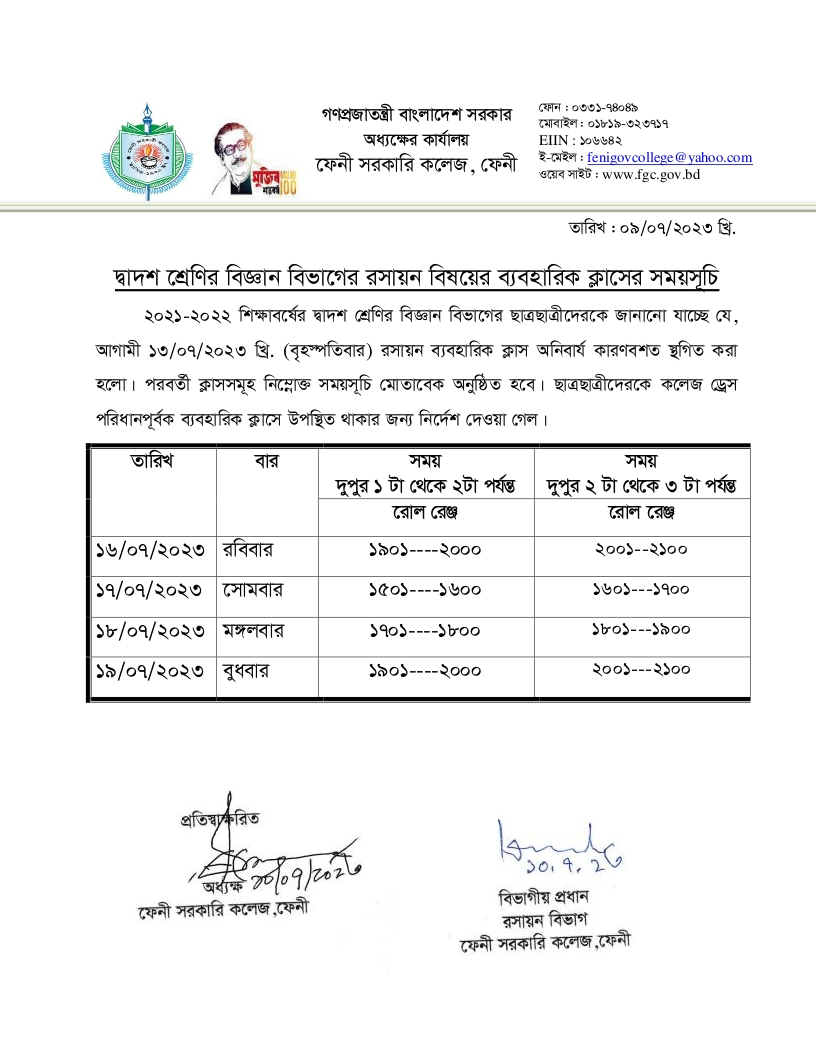 গণপ্রজাতন্ত্রী বাংলাদেশ সরকার
অধ্যক্ষের কার্যালয়
ফেনী সরকারি কলেজ, ফেনী
ফোন : ০৩৩১-৭৪০৪৯
মোবাইল : ০১৮১৯-৩২৩৭১৭
EIIN : ১০৬৬৪২
ই-মেইল : fenigovcollege@yahoo.com
ওয়েব সাইট : www.fgc.gov.bd
মুজিব MUJIB
শতবর্ষ 100
তারিখ : ০৯/০৭/২০২৩ খ্রি.
দ্বাদশ শ্রেণির বিজ্ঞান বিভাগের রসায়ন বিষয়ের ব্যবহারিক ক্লাসের সময়সূচি
২০২১-২০২২ শিক্ষাবর্ষের দ্বাদশ শ্রেণির বিজ্ঞান বিভাগের ছাত্রছাত্রীদেরকে জানানো যাচ্ছে যে,
আগামী ১৩/০৭/২০২৩ খ্রি. (বৃহস্পতিবার) রসায়ন ব্যবহারিক ক্লাস অনিবার্য কারণবশত স্থগিত করা
হলো। পরবর্তী ক্লাসসমূহ নিম্নোক্ত সময়সূচি মোতাবেক অনুষ্ঠিত হবে। ছাত্রছাত্রীদেরকে কলেজ ড্রেস
পরিধানপূর্বক ব্যবহারিক ক্লাসে উপস্থিত থাকার জন্য নির্দেশ দেওয়া গেল।
তারিখ বার সময় সময়
দুপুর ১ টা থেকে ২টা পর্যন্ত দুপুর ২ টা থেকে ৩ টা পর্যন্ত
রোল রেঞ্জ রোল রেঞ্জ
১৬/০৭/২০২৩ রবিবার ১৯০১----২০০০ ২০০১--২১০০
১৭/০৭/২০২৩ সোমবার ১৫০১----১৬০০ ১৬০১---১৭০০
১৮/০৭/২০২৩ মঙ্গলবার ১৭০১----১৮০০ ১৮০১---১৯০০
১৯/০৭/২০২৩ বুধবার ১৯০১----২০০০ ২০০১---২১০০
প্রতিস্বাক্ষরিত
অধ্যক্ষ ১০/০৭/২০২৩
ফেনী সরকারি কলেজ,ফেনী
১০.৭.২৩
বিভাগীয় প্রধান
রসায়ন বিভাগ
ফেনী সরকারি কলেজ,ফেনী